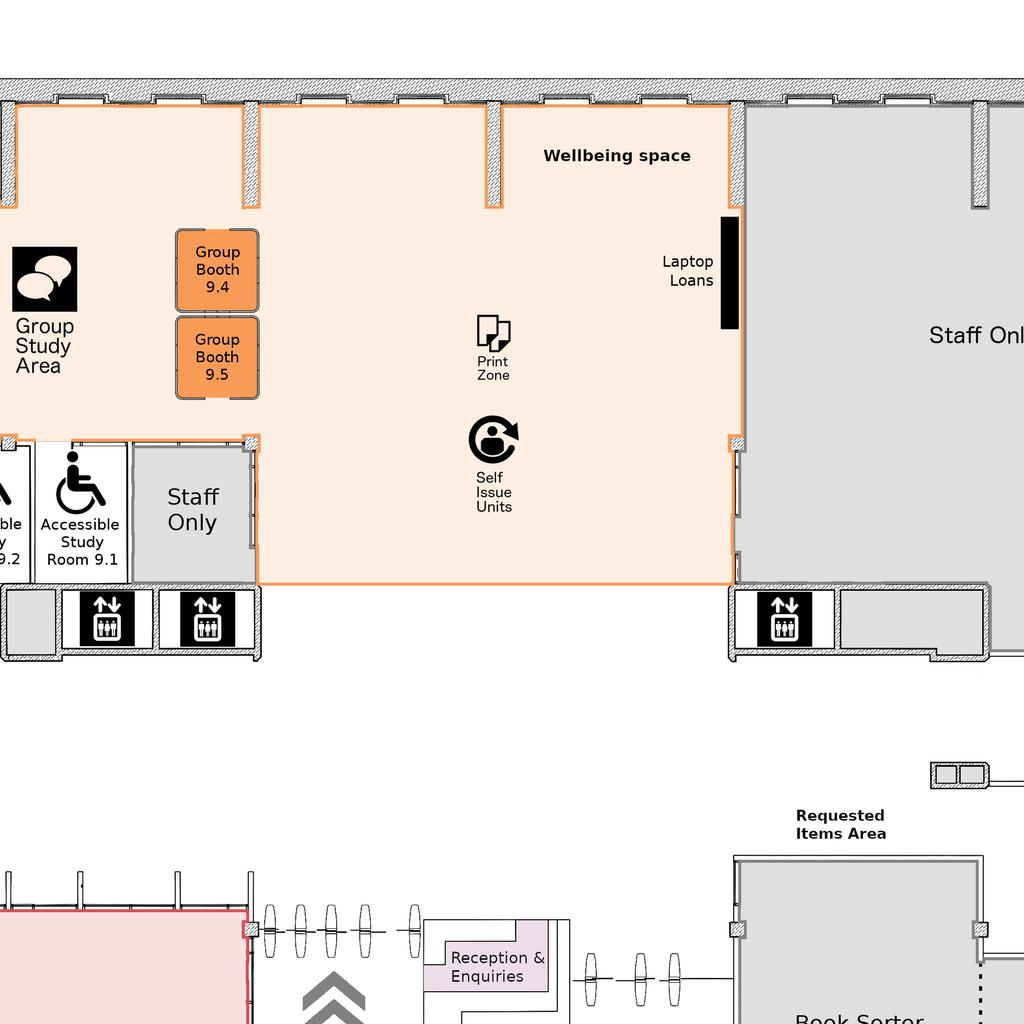 Wellbeing space
Laptop
Loans
Group
Booth
9.4
Group
Booth
9.5
Group
Study
Area
Print
Zone
Staff Onl
Self
Issue
Units
Staff
Only
ble
y
9.2
Accessible
Study
Room 9.1
Requested
Items Area
Reception &
Enquiries
Book Sorter